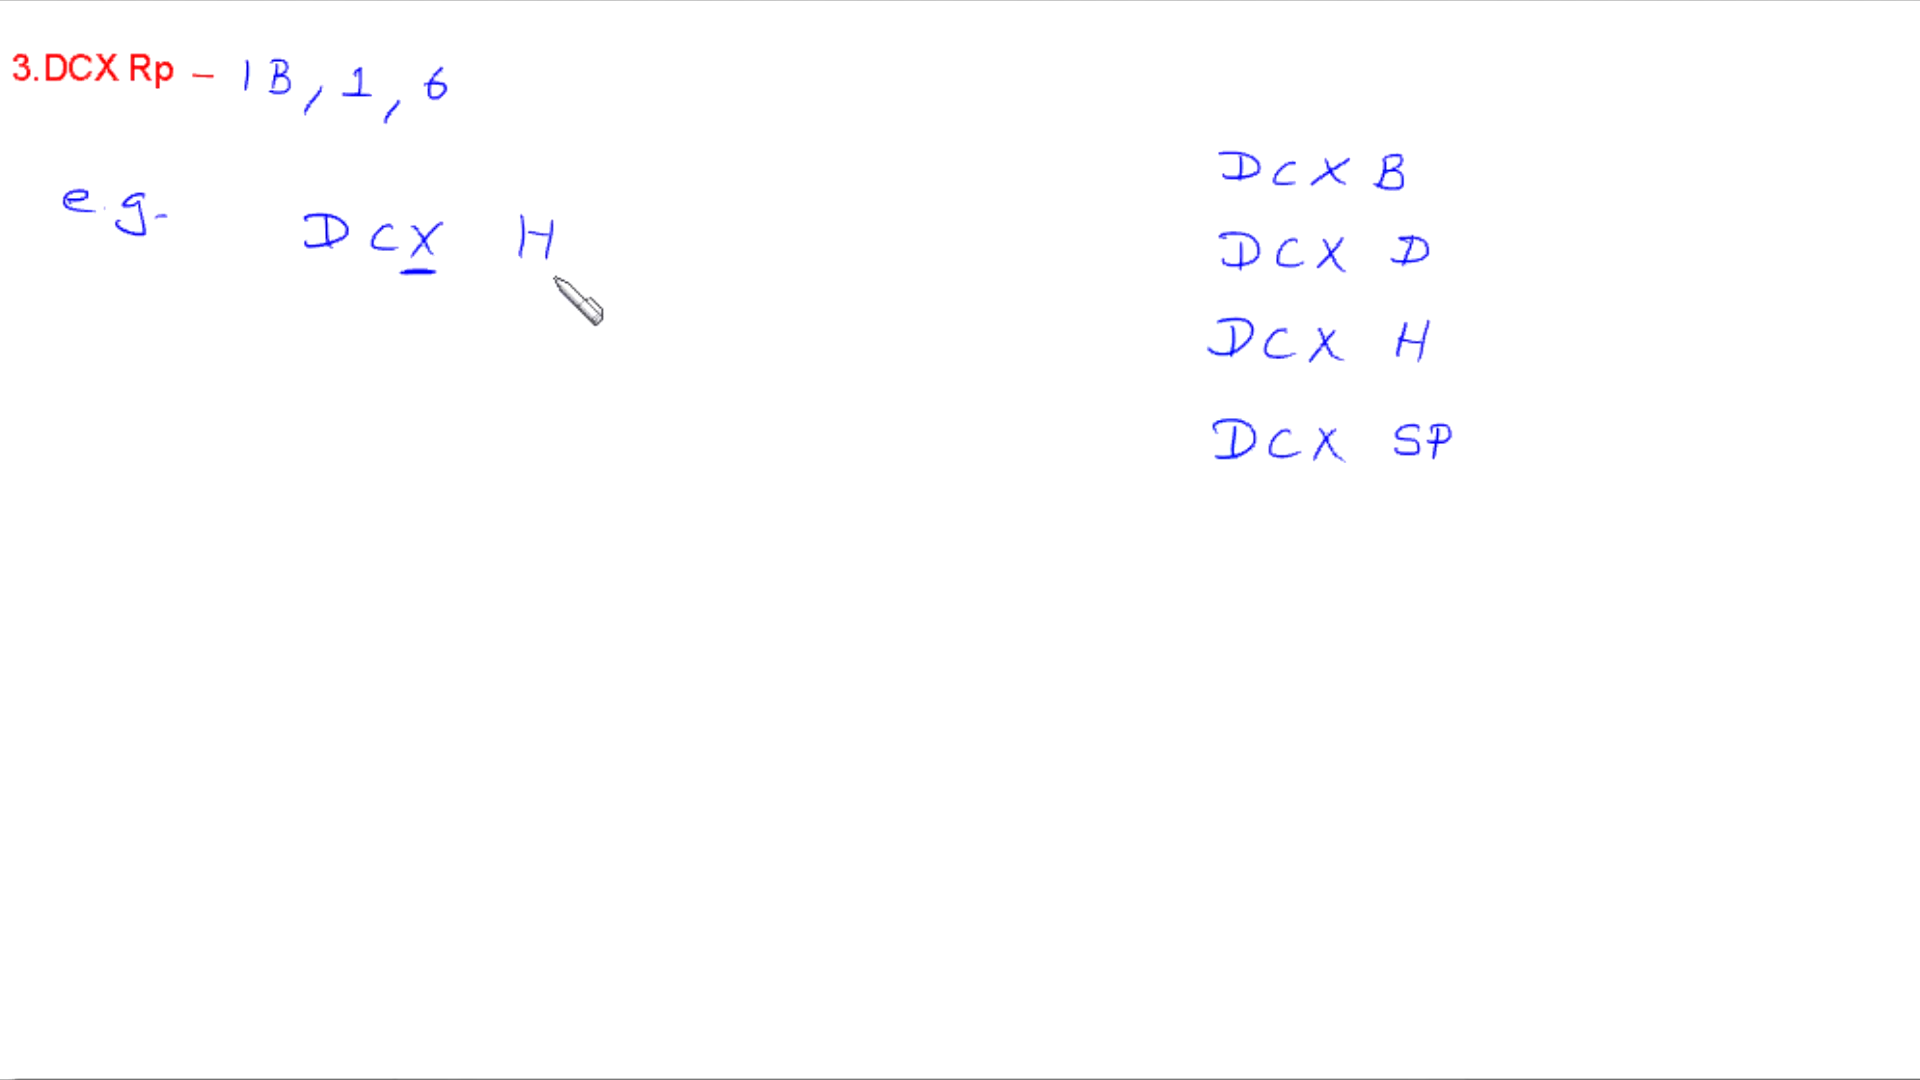 3.DCX Rp – 1B, 1, 6
e.g. DCX H
DCX B
DCX D
DCX H
DCX SP